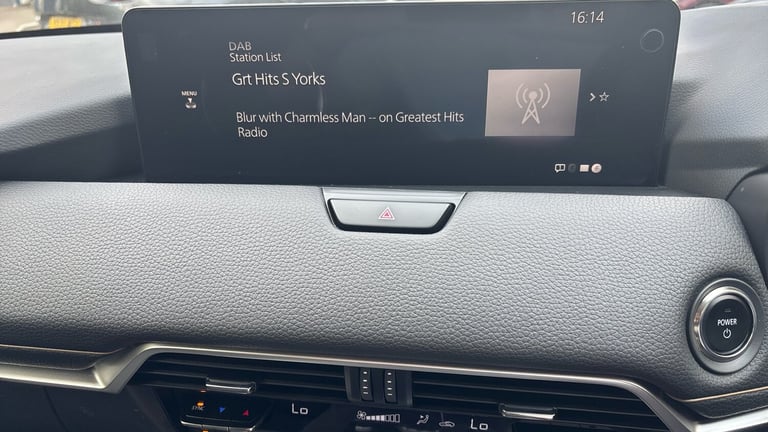 16:14
DAB
Station List
Grt Hits S Yorks
MENU
Blur with Charmless Man -- on Greatest Hits
Radio
POWER
SYNC
Lo
Lo